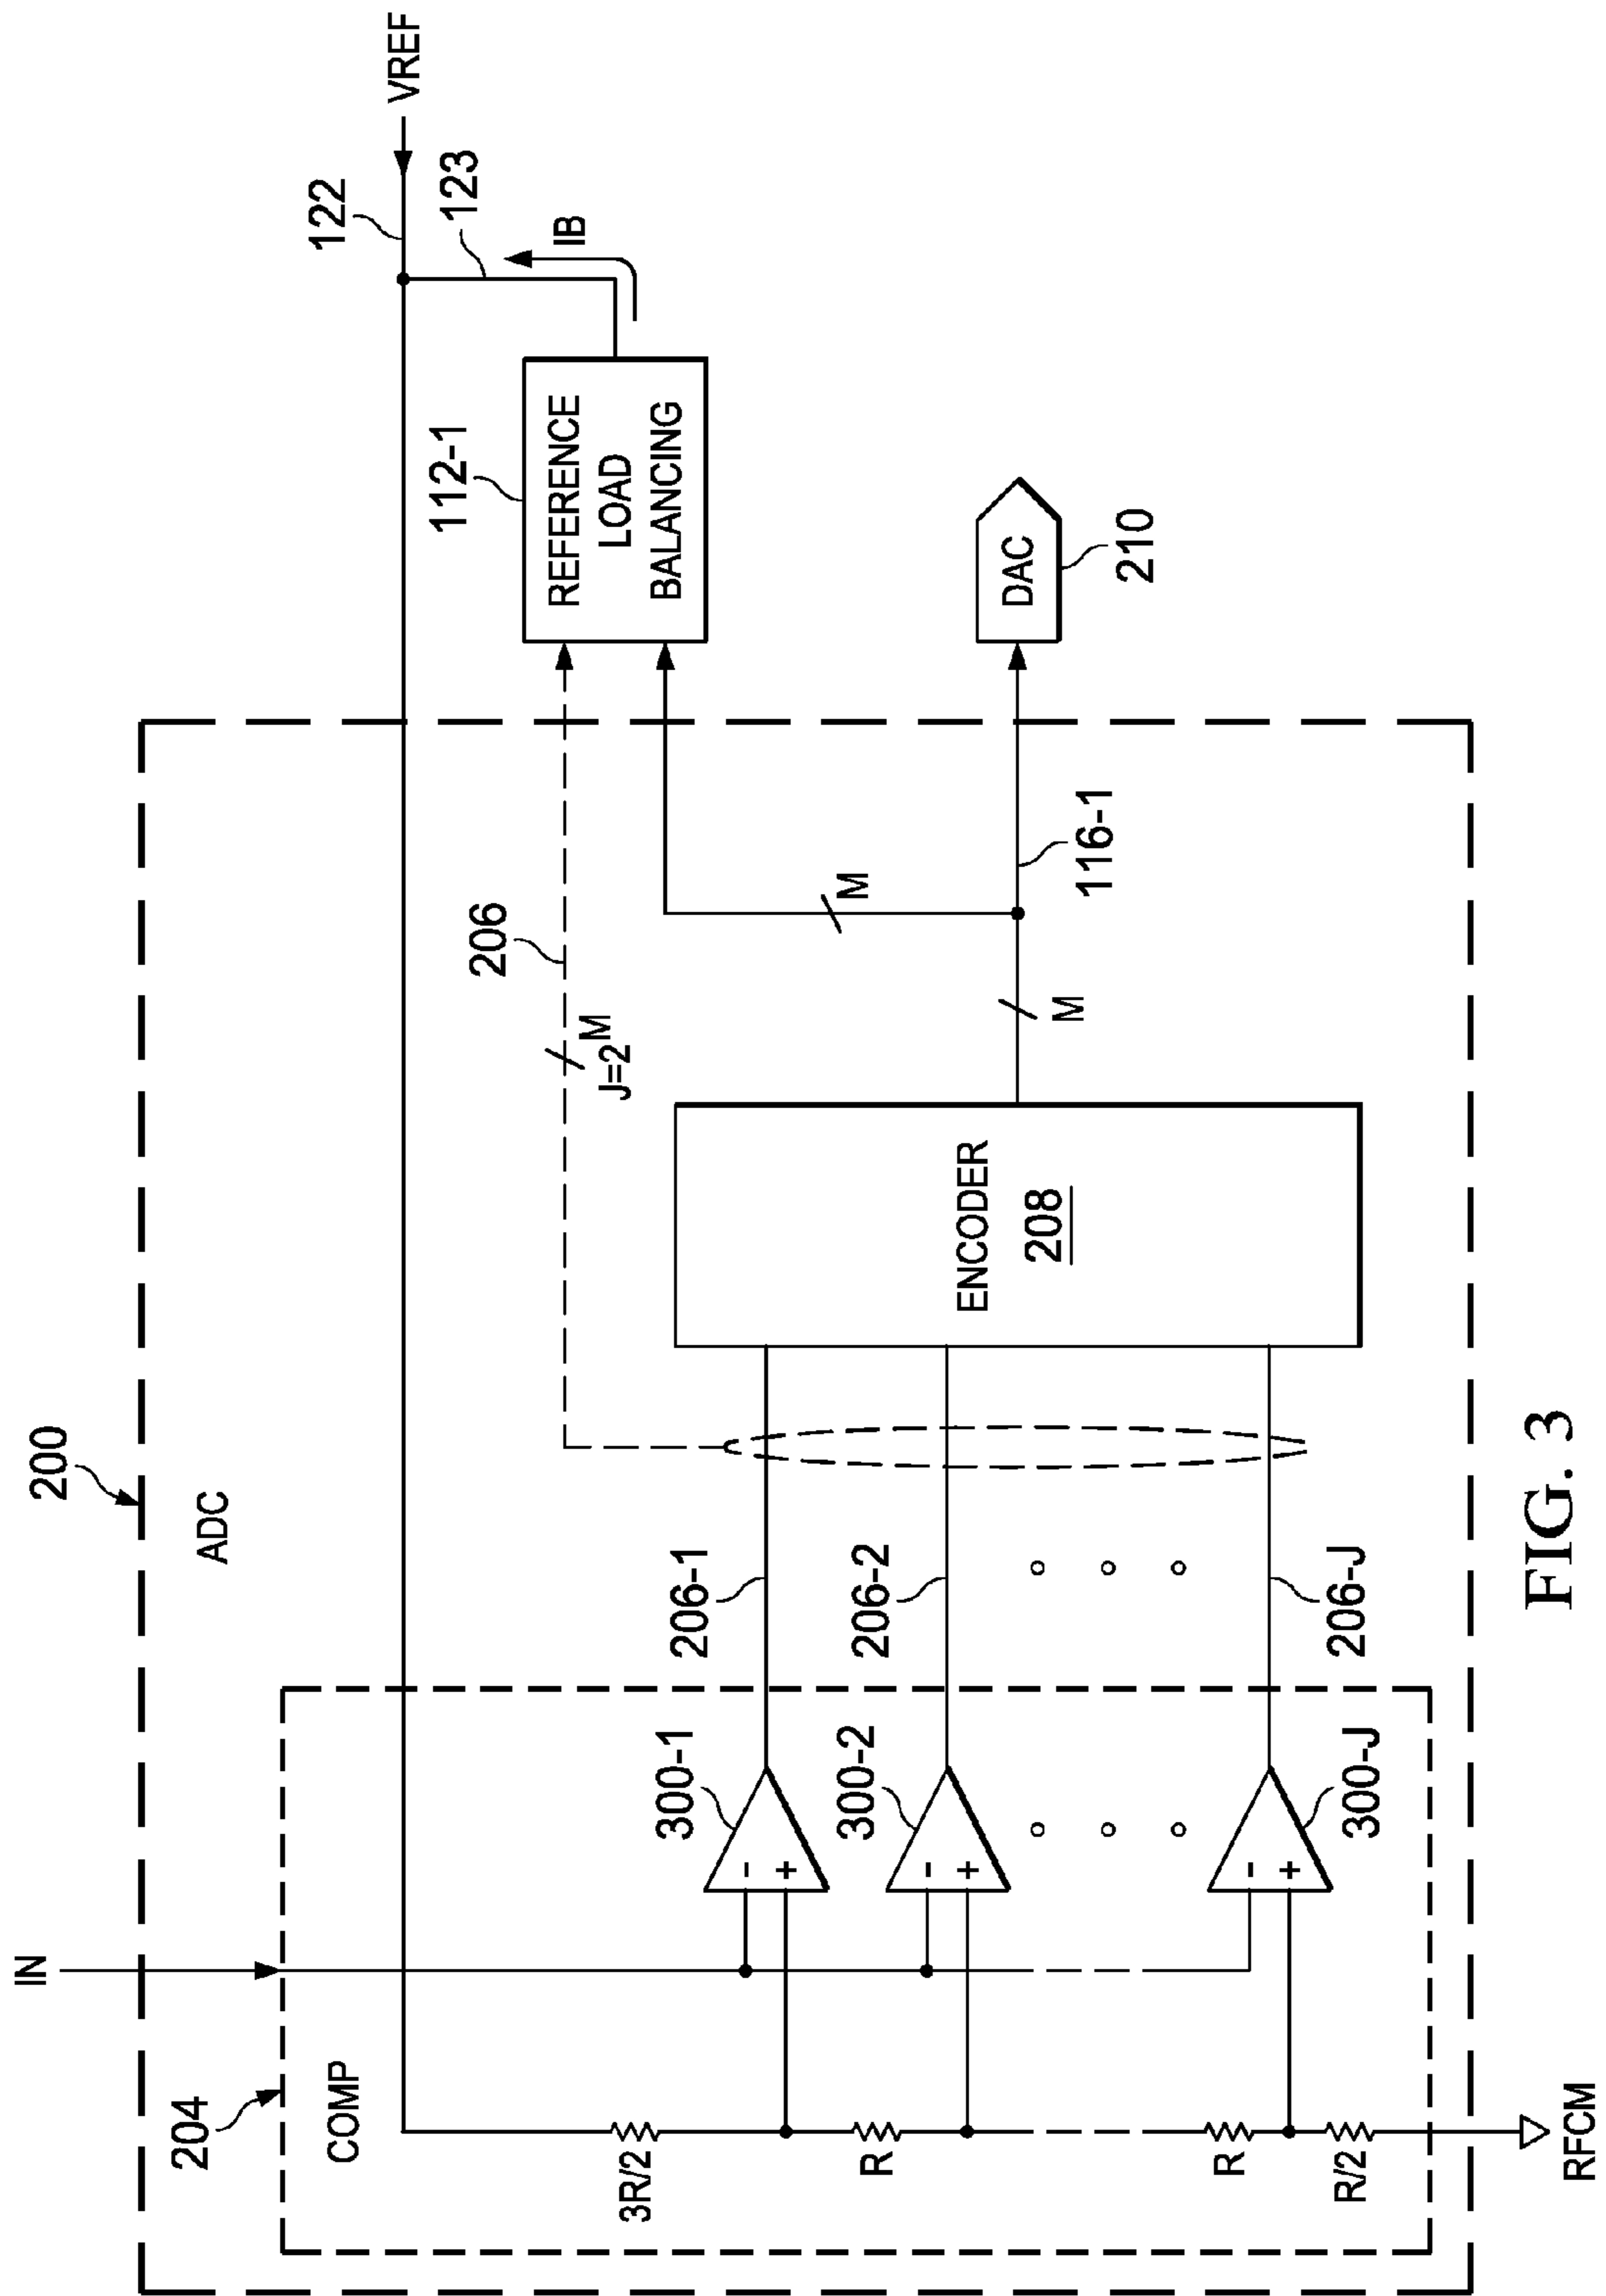 200
IN
ADC
204
COMP
VREF
122
123
IB
112-1
REFERENCE
LOAD
BALANCING
206
J=2^M
M
3R/2
R
R
R/2
RFCM
300-1
-
+
300-2
-
+
300-J
-
+
206-1
206-2
206-J
ENCODER
208
M
116-1
DAC
210
FIG. 3